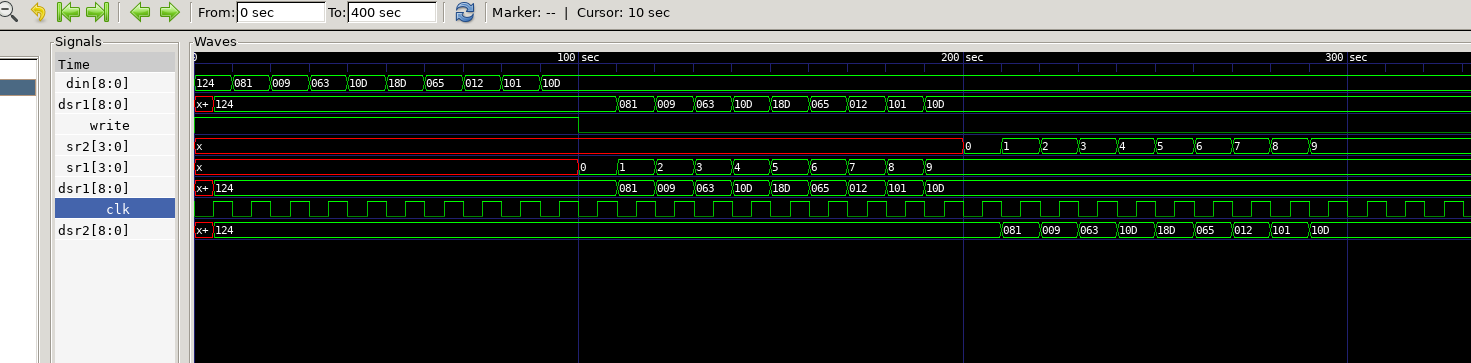 From: 0 sec To: 400 sec Marker: -- | Cursor: 10 sec
Signals Waves
Time 0 100 sec 200 sec 300 sec
din[8:0] 124 081 009 063 10D 18D 065 012 101 10D
dsr1[8:0] x+ 124 081 009 063 10D 18D 065 012 101 10D
write
sr2[3:0] x 0 1 2 3 4 5 6 7 8 9
sr1[3:0] x 0 1 2 3 4 5 6 7 8 9
dsr1[8:0] x+ 124 081 009 063 10D 18D 065 012 101 10D
clk
dsr2[8:0] x+ 124 081 009 063 10D 18D 065 012 101 10D